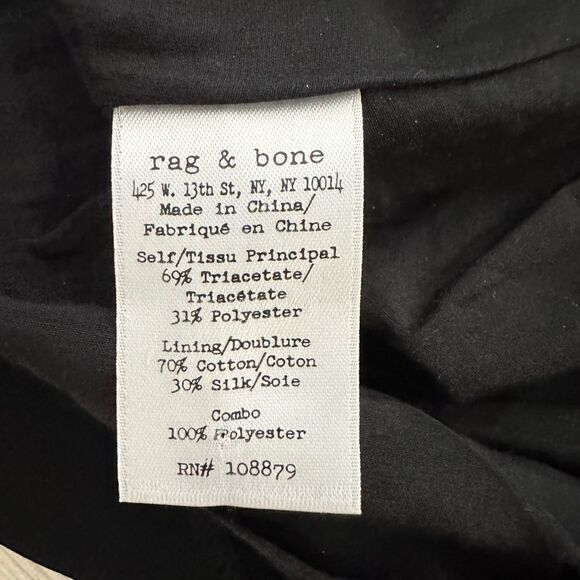 rag & bone
425 W. 13th St, NY, NY 10014
Made in China/
Fabriqué en Chine
Self/Tissu Principal
69% Triacetate/
Triacétate
31% Polyester
Lining/Doublure
70% Cotton/Coton
30% Silk/Soie
Combo
100% Polyester
RN# 108879